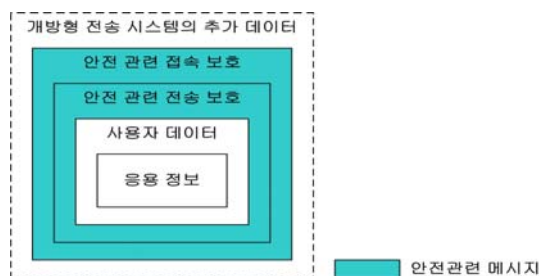 개방형 전송 시스템의 추가 데이터
안전 관련 접속 보호
안전 관련 전송 보호
사용자 데이터
응용 정보
안전관련 메시지